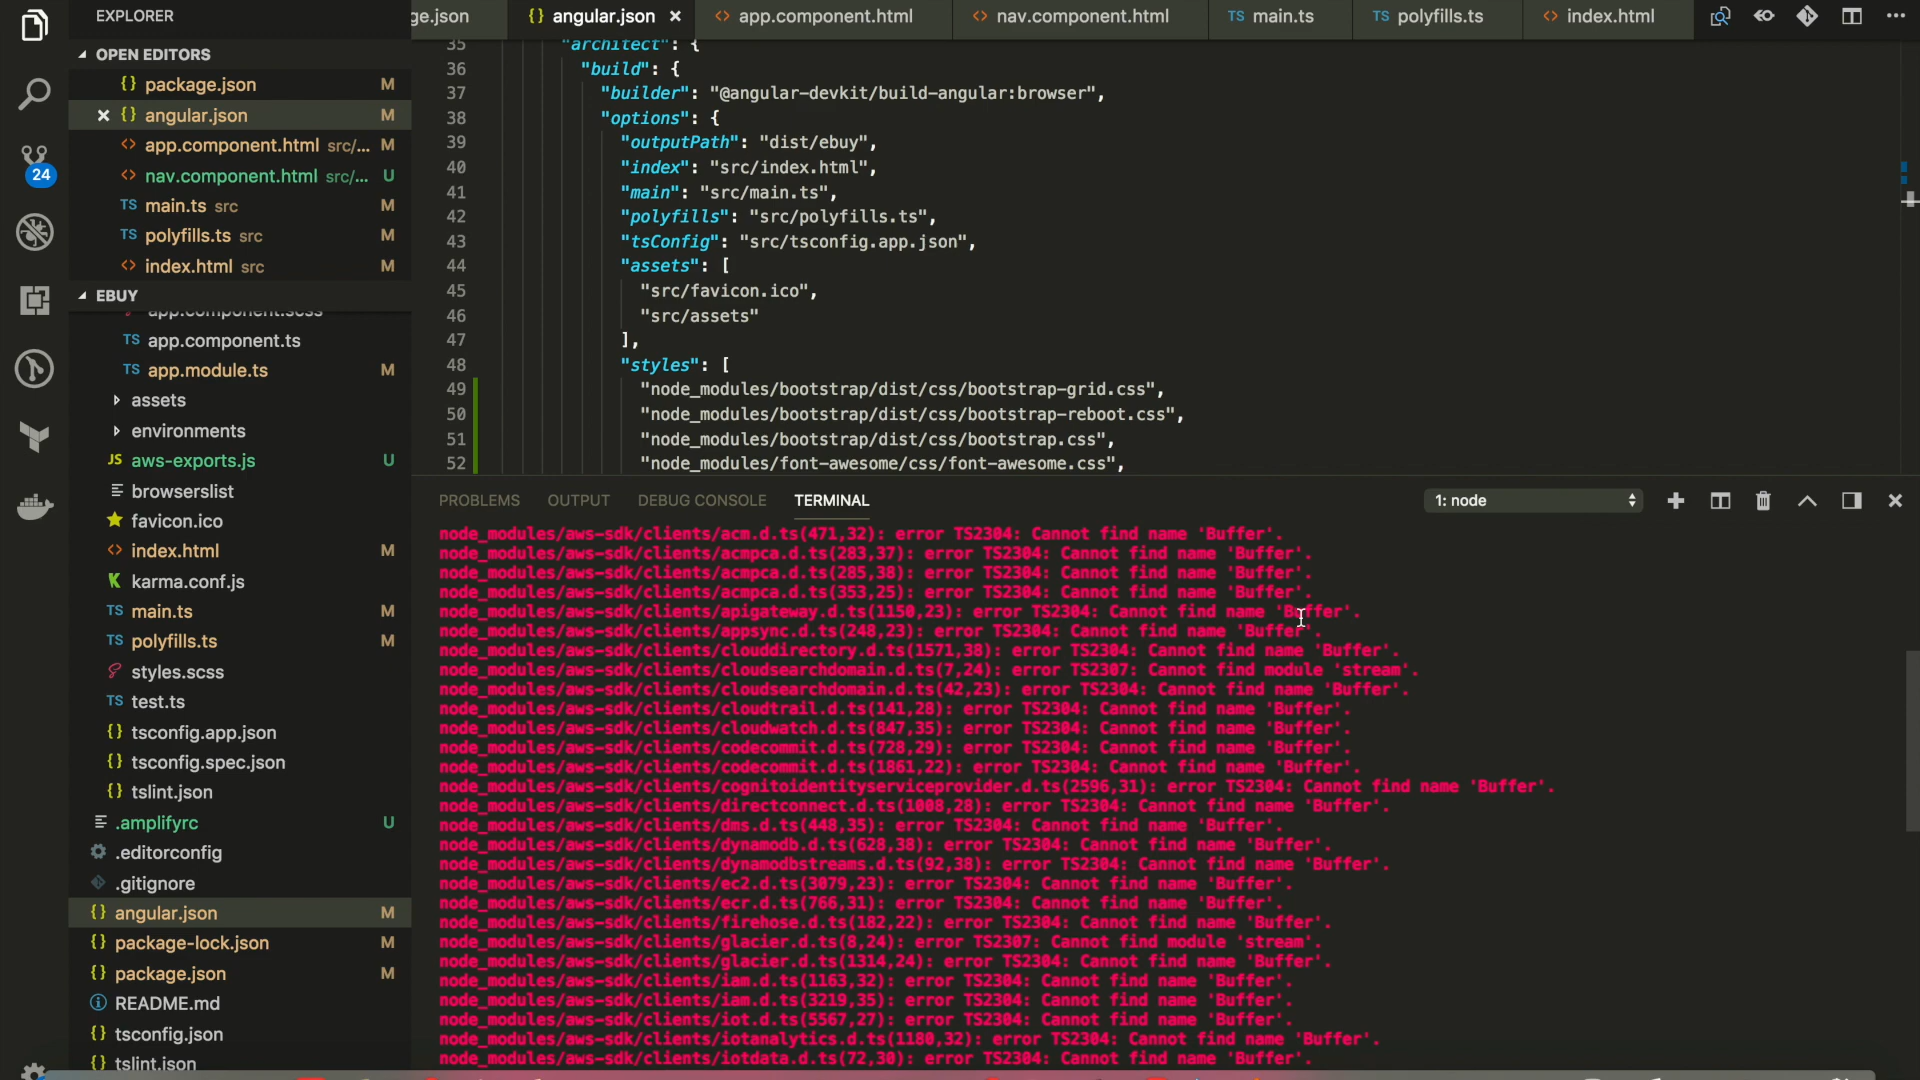 EXPLORER
OPEN EDITORS
package.json M
angular.json M
app.component.html src/... M
nav.component.html src/... U
main.ts src M
polyfills.ts src M
index.html src M
24
EBUY
app.component.scss
app.component.ts
app.module.ts M
assets
environments
aws-exports.js U
browserslist
favicon.ico
index.html M
karma.conf.js
main.ts M
polyfills.ts M
styles.scss
test.ts
tsconfig.app.json
tsconfig.spec.json
tslint.json
.amplifyrc U
.editorconfig
.gitignore
angular.json M
package-lock.json M
package.json M
README.md
tsconfig.json
tslint.json
ge.json
angular.json
app.component.html
nav.component.html
TS main.ts
TS polyfills.ts
index.html
35 "architect": {
36 "build": {
37 "builder": "@angular-devkit/build-angular:browser",
38 "options": {
39 "outputPath": "dist/ebuy",
40 "index": "src/index.html",
41 "main": "src/main.ts",
42 "polyfills": "src/polyfills.ts",
43 "tsConfig": "src/tsconfig.app.json",
44 "assets": [
45 "src/favicon.ico",
46 "src/assets"
47 ],
48 "styles": [
49 "node_modules/bootstrap/dist/css/bootstrap-grid.css",
50 "node_modules/bootstrap/dist/css/bootstrap-reboot.css",
51 "node_modules/bootstrap/dist/css/bootstrap.css",
52 "node_modules/font-awesome/css/font-awesome.css",
PROBLEMS OUTPUT DEBUG CONSOLE TERMINAL 1: node
node_modules/aws-sdk/clients/acm.d.ts(471,32): error TS2304: Cannot find name 'Buffer'.
node_modules/aws-sdk/clients/acmpca.d.ts(283,37): error TS2304: Cannot find name 'Buffer'.
node_modules/aws-sdk/clients/acmpca.d.ts(285,38): error TS2304: Cannot find name 'Buffer'.
node_modules/aws-sdk/clients/acmpca.d.ts(353,25): error TS2304: Cannot find name 'Buffer'.
node_modules/aws-sdk/clients/apigateway.d.ts(1150,23): error TS2304: Cannot find name 'Buffer'.
node_modules/aws-sdk/clients/appsync.d.ts(248,23): error TS2304: Cannot find name 'Buffer'.
node_modules/aws-sdk/clients/clouddirectory.d.ts(1571,38): error TS2304: Cannot find name 'Buffer'.
node_modules/aws-sdk/clients/cloudsearchdomain.d.ts(7,24): error TS2307: Cannot find module 'stream'.
node_modules/aws-sdk/clients/cloudsearchdomain.d.ts(42,23): error TS2304: Cannot find name 'Buffer'.
node_modules/aws-sdk/clients/cloudtrail.d.ts(141,28): error TS2304: Cannot find name 'Buffer'.
node_modules/aws-sdk/clients/cloudwatch.d.ts(847,35): error TS2304: Cannot find name 'Buffer'.
node_modules/aws-sdk/clients/codecommit.d.ts(728,29): error TS2304: Cannot find name 'Buffer'.
node_modules/aws-sdk/clients/codecommit.d.ts(1861,22): error TS2304: Cannot find name 'Buffer'.
node_modules/aws-sdk/clients/cognitoidentityserviceprovider.d.ts(2596,31): error TS2304: Cannot find name 'Buffer'.
node_modules/aws-sdk/clients/directconnect.d.ts(1008,28): error TS2304: Cannot find name 'Buffer'.
node_modules/aws-sdk/clients/dms.d.ts(448,35): error TS2304: Cannot find name 'Buffer'.
node_modules/aws-sdk/clients/dynamodb.d.ts(628,38): error TS2304: Cannot find name 'Buffer'.
node_modules/aws-sdk/clients/dynamodbstreams.d.ts(92,38): error TS2304: Cannot find name 'Buffer'.
node_modules/aws-sdk/clients/ec2.d.ts(3079,23): error TS2304: Cannot find name 'Buffer'.
node_modules/aws-sdk/clients/ecr.d.ts(766,31): error TS2304: Cannot find name 'Buffer'.
node_modules/aws-sdk/clients/firehose.d.ts(182,22): error TS2304: Cannot find name 'Buffer'.
node_modules/aws-sdk/clients/glacier.d.ts(8,24): error TS2307: Cannot find module 'stream'.
node_modules/aws-sdk/clients/glacier.d.ts(1314,24): error TS2304: Cannot find name 'Buffer'.
node_modules/aws-sdk/clients/iam.d.ts(1163,32): error TS2304: Cannot find name 'Buffer'.
node_modules/aws-sdk/clients/iam.d.ts(3219,35): error TS2304: Cannot find name 'Buffer'.
node_modules/aws-sdk/clients/iot.d.ts(5567,27): error TS2304: Cannot find name 'Buffer'.
node_modules/aws-sdk/clients/iotanalytics.d.ts(1180,32): error TS2304: Cannot find name 'Buffer'.
node_modules/aws-sdk/clients/iotdata.d.ts(72,30): error TS2304: Cannot find name 'Buffer'.